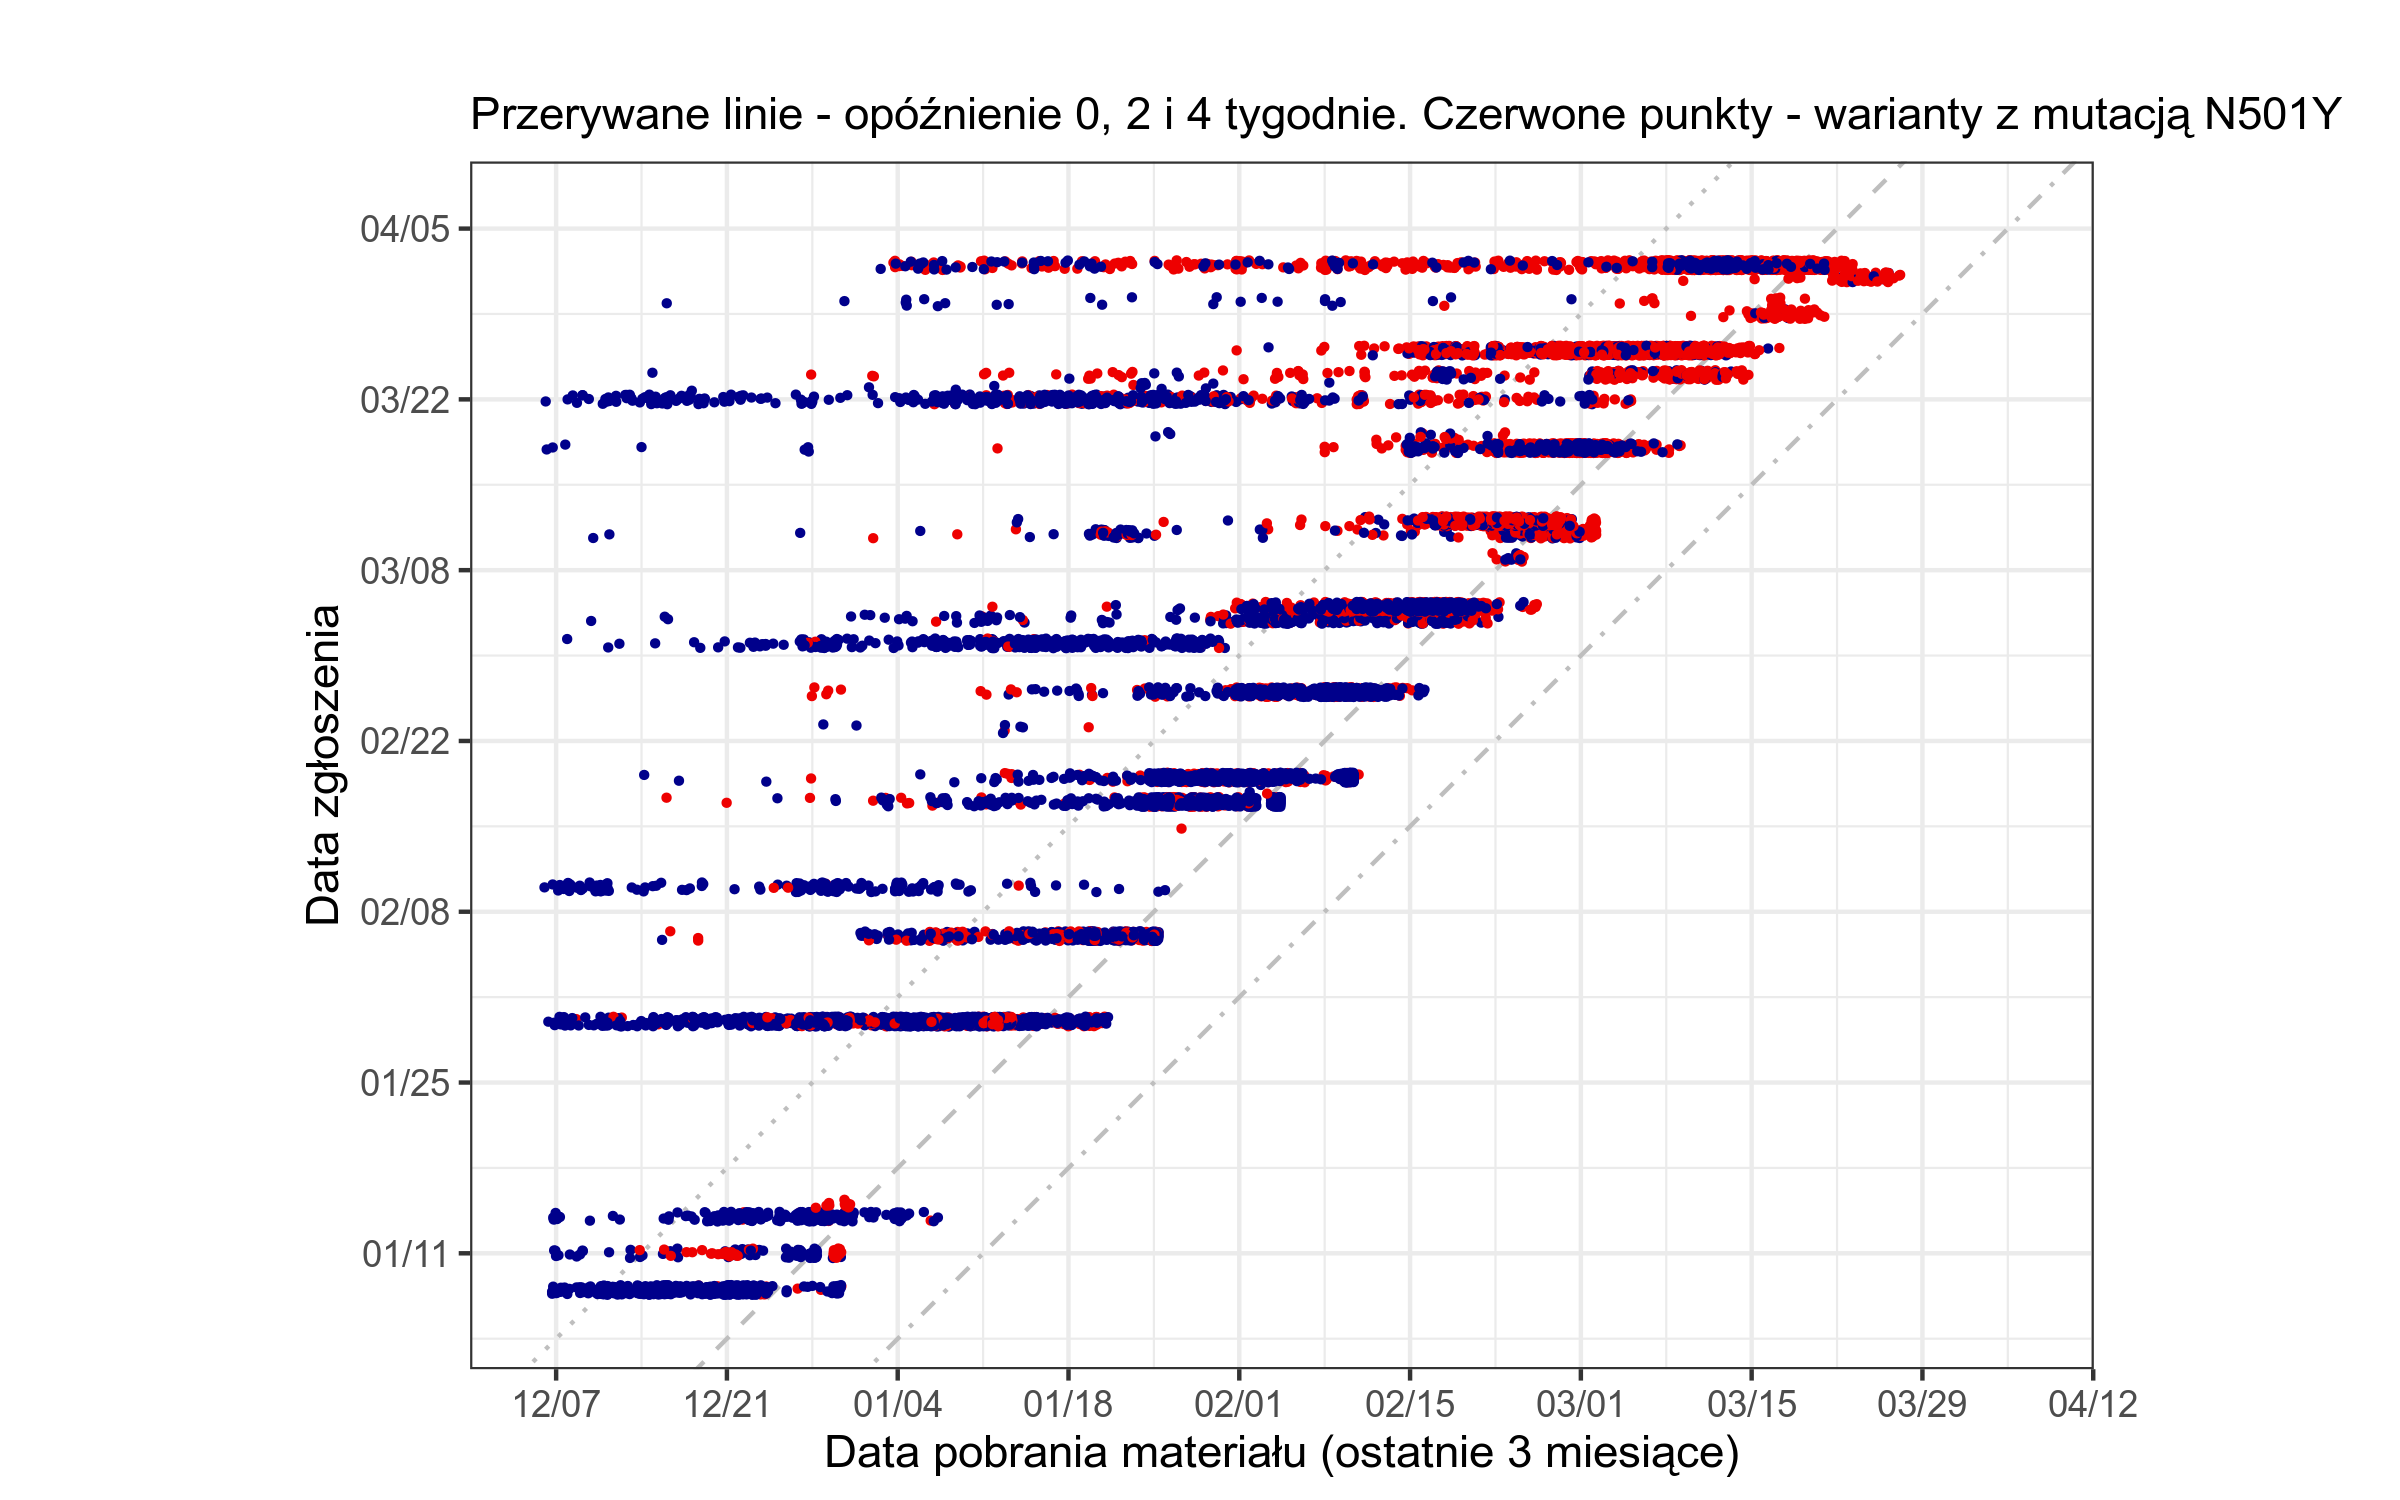 Przerywane linie - opóźnienie 0, 2 i 4 tygodnie. Czerwone punkty - warianty z mutacją N501Y
Data zgłoszenia
04/05
03/22
03/08
02/22
02/08
01/25
01/11
12/07 12/21 01/04 01/18 02/01 02/15 03/01 03/15 03/29 04/12
Data pobrania materiału (ostatnie 3 miesiące)